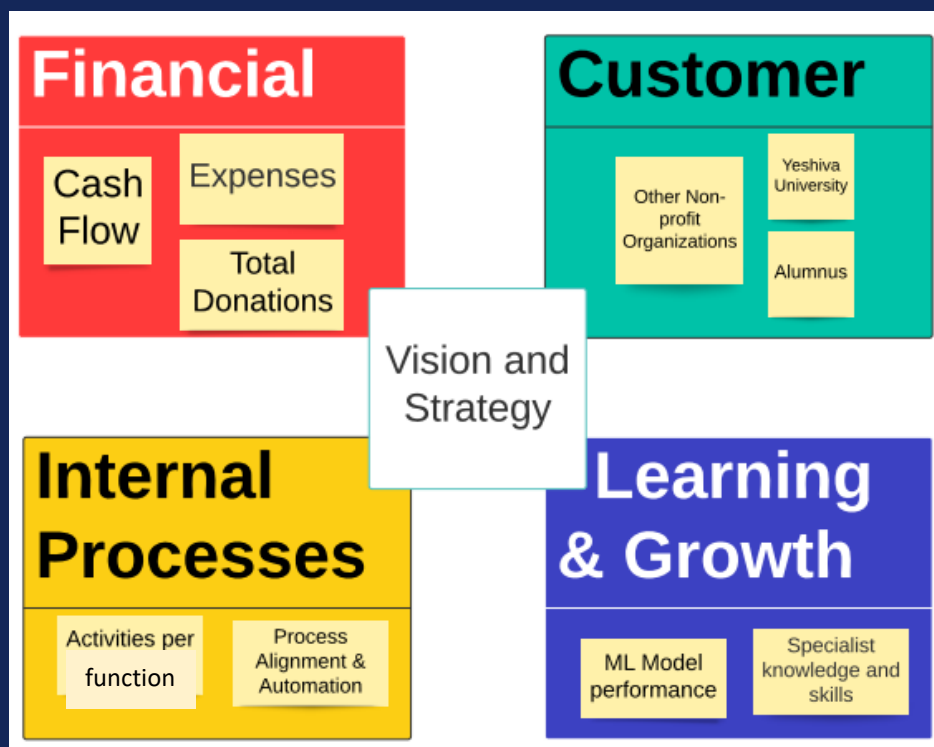 Financial
Cash
Flow
Expenses
Total
Donations
Customer
Other Non-
profit
Organizations
Yeshiva
University
Alumnus
Vision and
Strategy
Internal
Processes
Activities per
function
Process
Alignment &
Automation
Learning
& Growth
ML Model
performance
Specialist
knowledge and
skills